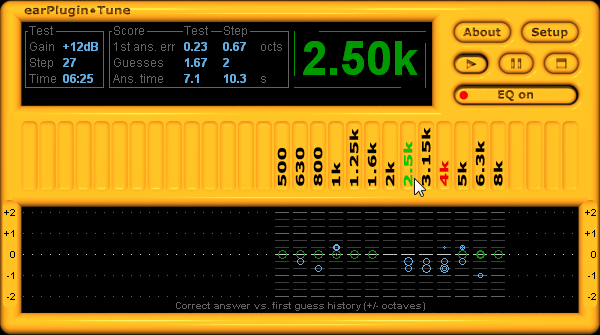 earPlugin•Tune
Test Score Test Step
Gain +12dB 1st ans. err 0.23 0.67 octs
Step 27 Guesses 1.67 2
Time 06:25 Ans. time 7.1 10.3 s
2.50k
About Setup
EQ on
500 630 800 1k 1.25k 1.6k 2k 2.5k 3.15k 4k 5k 6.3k 8k
+2 +2
+1 +1
0 0
-1 -1
-2 -2
Correct answer vs. first guess history (+/- octaves)